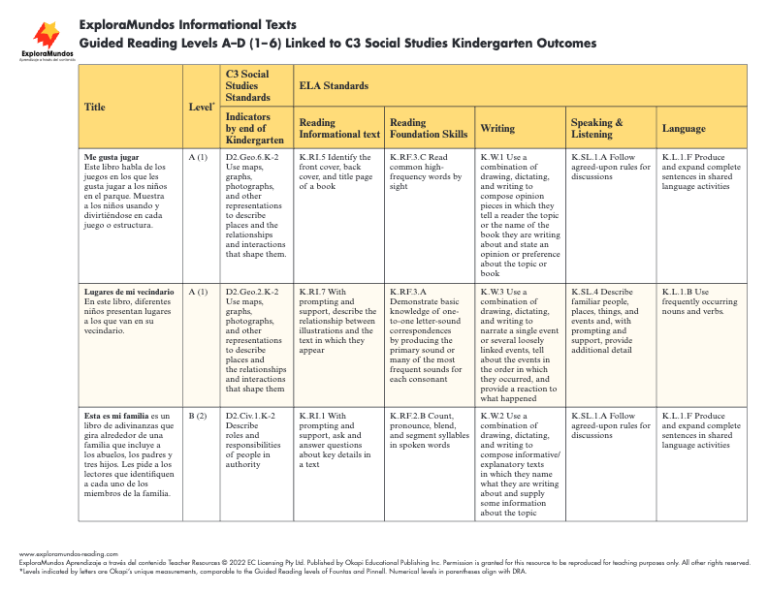 ExploraMundos
Aprendizaje a través del contenido
ExploraMundos Informational Texts
Guided Reading Levels A–D (1–6) Linked to C3 Social Studies Kindergarten Outcomes
Title
Level*
C3 Social
Studies
Standards
ELA Standards
Indicators
by end of
Kindergarten
Reading
Informational text
Reading
Foundation Skills
Writing
Speaking &
Listening
Language
Me gusta jugar
Este libro habla de los
juegos en los que les
gusta jugar a los niños
en el parque. Muestra
a los niños usando y
divirtiéndose en cada
juego o estructura.
A (1)
D2.Geo.6.K-2
Use maps,
graphs,
photographs,
and other
representations
to describe
places and the
relationships
and interactions
that shape them.
K.RI.5 Identify the
front cover, back
cover, and title page
of a book
K.RF.3.C Read
common high-
frequency words by
sight
K.W.1 Use a
combination of
drawing, dictating,
and writing to
compose opinion
pieces in which they
tell a reader the topic
or the name of the
book they are writing
about and state an
opinion or preference
about the topic or
book
K.SL.1.A Follow
agreed-upon rules for
discussions
K.L.1.F Produce
and expand complete
sentences in shared
language activities
Lugares de mi vecindario
En este libro, diferentes
niños presentan lugares
a los que van en su
vecindario.
A (1)
D2.Geo.2.K-2
Use maps,
graphs,
photographs,
and other
representations
to describe
places and
the relationships
and interactions
that shape them
K.RI.7 With
prompting and
support, describe the
relationship between
illustrations and the
text in which they
appear
K.RF.3.A
Demonstrate basic
knowledge of one-
to-one letter-sound
correspondences
by producing the
primary sound or
many of the most
frequent sounds for
each consonant
K.W.3 Use a
combination of
drawing, dictating,
and writing to
narrate a single event
or several loosely
linked events, tell
about the events in
the order in which
they occurred, and
provide a reaction to
what happened
K.SL.4 Describe
familiar people,
places, things, and
events and, with
prompting and
support, provide
additional detail
K.L.1.B Use
frequently occurring
nouns and verbs.
Esta es mi familia es un
libro de adivinanzas que
gira alrededor de una
familia que incluye a
los abuelos, los padres y
tres hijos. Les pide a los
lectores que identifiquen
a cada uno de los
miembros de la familia.
B (2)
D2.Civ.1.K-2
Describe
roles and
responsibilities
of people in
authority
K.RI.1 With
prompting and
support, ask and
answer questions
about key details in
a text
K.RF.2.B Count,
pronounce, blend,
and segment syllables
in spoken words
K.W.2 Use a
combination of
drawing, dictating,
and writing to
compose informative/
explanatory texts
in which they name
what they are writing
about and supply
some information
about the topic
K.SL.1.A Follow
agreed-upon rules for
discussions
K.L.1.F Produce
and expand complete
sentences in shared
language activities
www.exploramundos-reading.com
ExploraMundos Aprendizaje a través del contenido Teacher Resources © 2022 EC Licensing Pty Ltd. Published by Okapi Educational Publishing Inc. Permission is granted for this resource to be reproduced for teaching purposes only. All other rights reserved.
*Levels indicated by letters are Okapi's unique measurements, comparable to the Guided Reading levels of Fountas and Pinnell. Numerical levels in parentheses align with DRA.